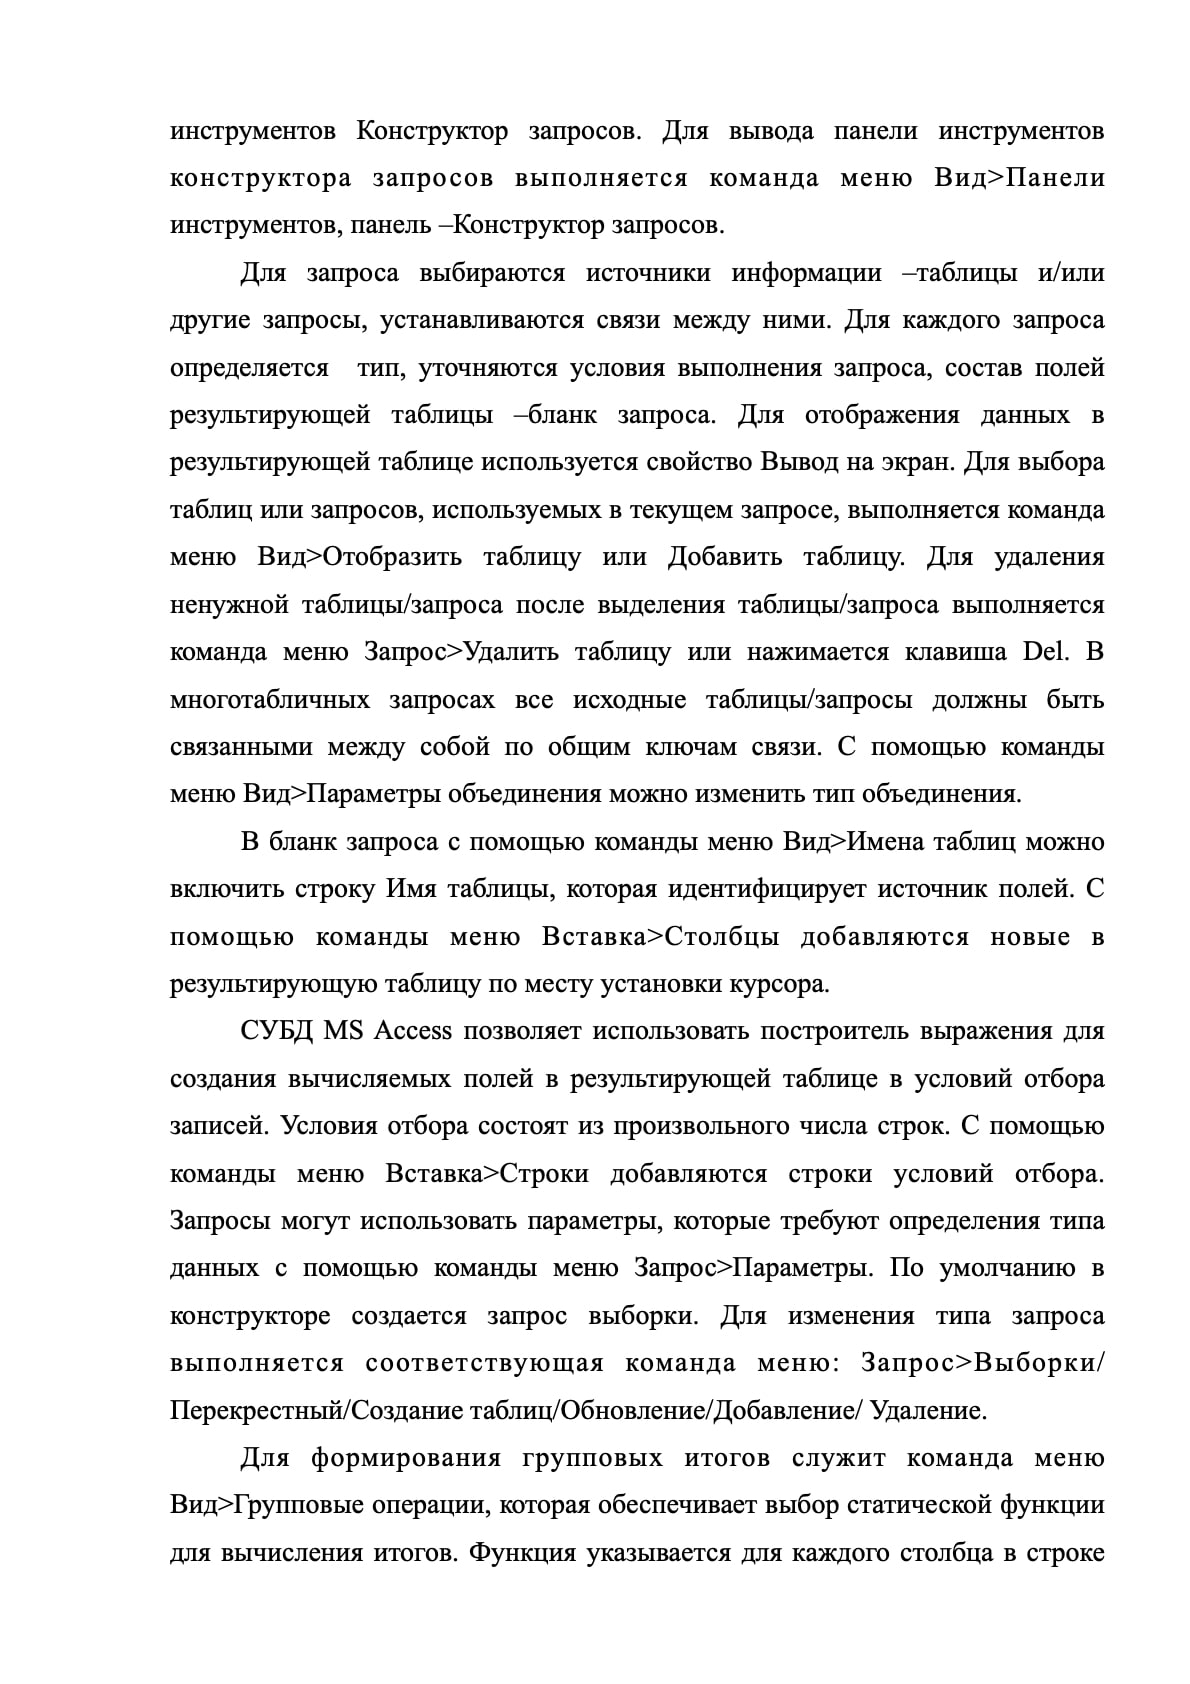 инструментов Конструктор запросов. Для вывода панели инструментов
конструктора запросов выполняется команда меню Вид>Панели
инструментов, панель –Конструктор запросов.
Для запроса выбираются источники информации –таблицы и/или
другие запросы, устанавливаются связи между ними. Для каждого запроса
определяется  тип, уточняются условия выполнения запроса, состав полей
результирующей таблицы –бланк запроса. Для отображения данных в
результирующей таблице используется свойство Вывод на экран. Для выбора
таблиц или запросов, используемых в текущем запросе, выполняется команда
меню Вид>Отобразить таблицу или Добавить таблицу. Для удаления
ненужной таблицы/запроса после выделения таблицы/запроса выполняется
команда меню Запрос>Удалить таблицу или нажимается клавиша Del. В
многотабличных запросах все исходные таблицы/запросы должны быть
связанными между собой по общим ключам связи. С помощью команды
меню Вид>Параметры объединения можно изменить тип объединения.
В бланк запроса с помощью команды меню Вид>Имена таблиц можно
включить строку Имя таблицы, которая идентифицирует источник полей. С
помощью команды меню Вставка>Столбцы добавляются новые в
результирующую таблицу по месту установки курсора.
СУБД MS Access позволяет использовать построитель выражения для
создания вычисляемых полей в результирующей таблице в условий отбора
записей. Условия отбора состоят из произвольного числа строк. С помощью
команды меню Вставка>Строки добавляются строки условий отбора.
Запросы могут использовать параметры, которые требуют определения типа
данных с помощью команды меню Запрос>Параметры. По умолчанию в
конструкторе создается запрос выборки. Для изменения типа запроса
выполняется соответствующая команда меню: Запрос>Выборки/
Перекрестный/Создание таблиц/Обновление/Добавление/ Удаление.
Для формирования групповых итогов служит команда меню
Вид>Групповые операции, которая обеспечивает выбор статической функции
для вычисления итогов. Функция указывается для каждого столбца в строке